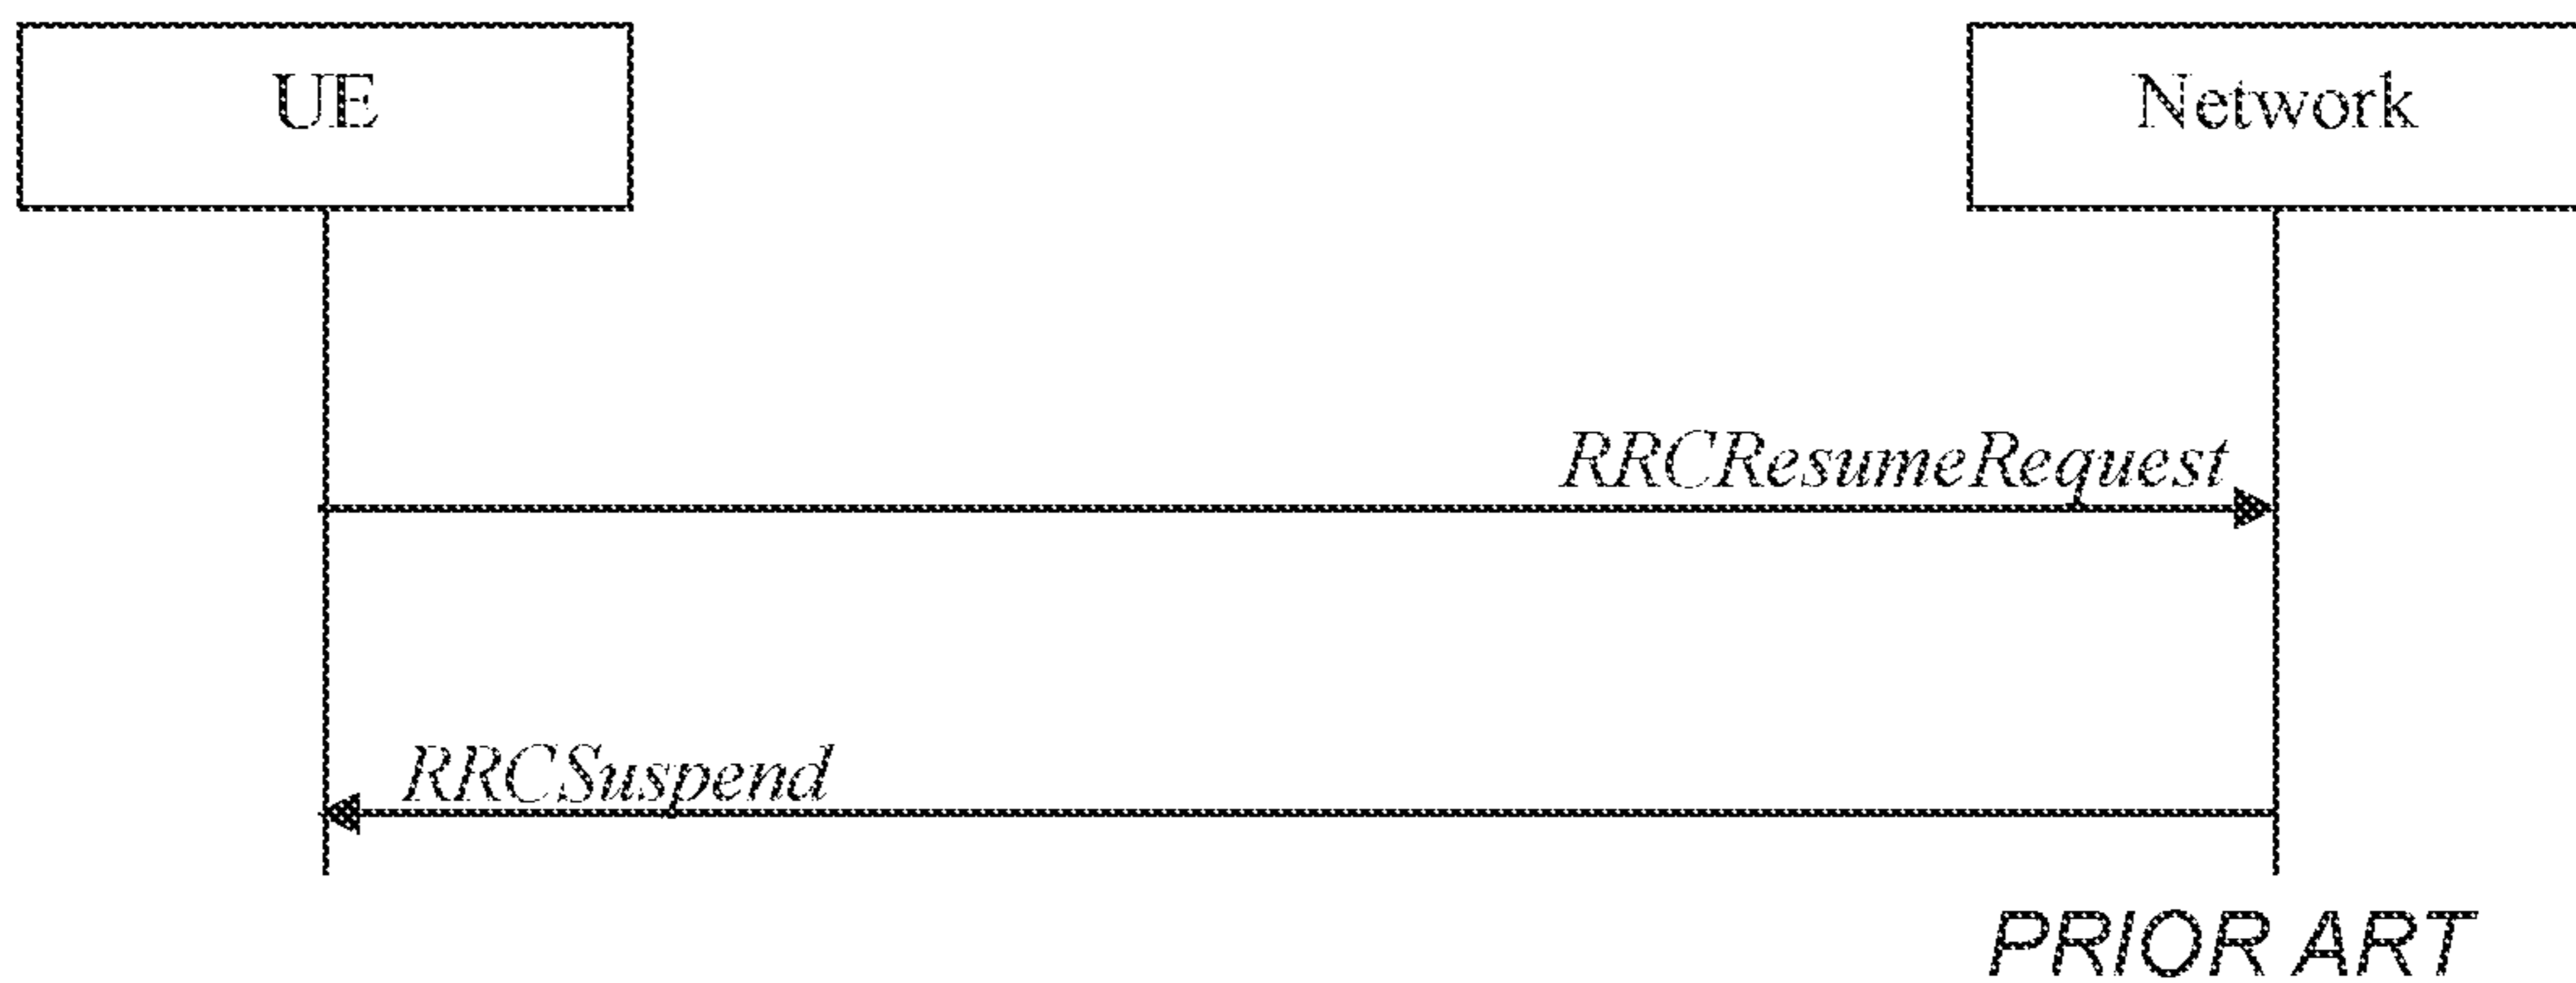 UE
Network
RRCResumeRequest
RRCSuspend
PRIOR ART